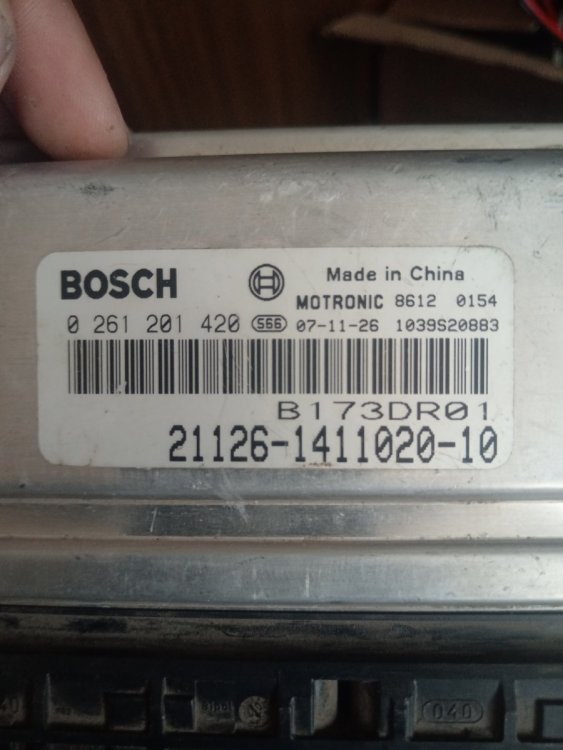 BOSCH
Made in China
MOTRONIC 8612 0154
0 261 201 420 S66 07-11-26 1039S20883
B173DR01
21126-1411020-10
040